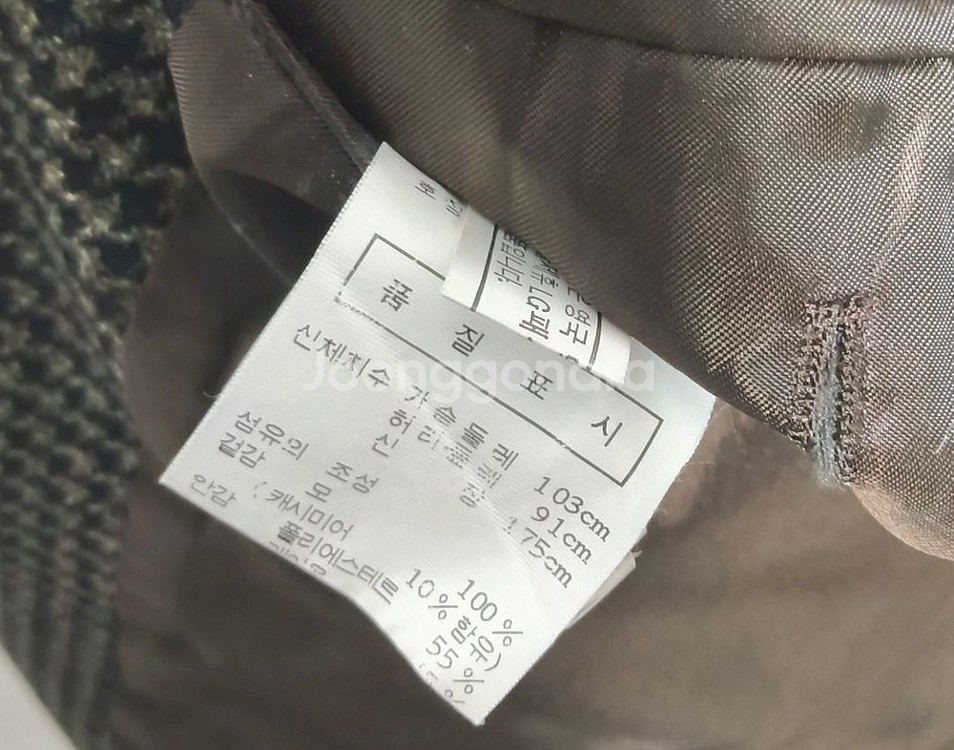 품질표시
신체치수 가슴둘레 103cm
허리둘레 91cm
신장 175cm
섬유의 조성
겉감 모 100%
(캐시미어 10% 함유)
안감 폴리에스테르 55%
Joonggonara